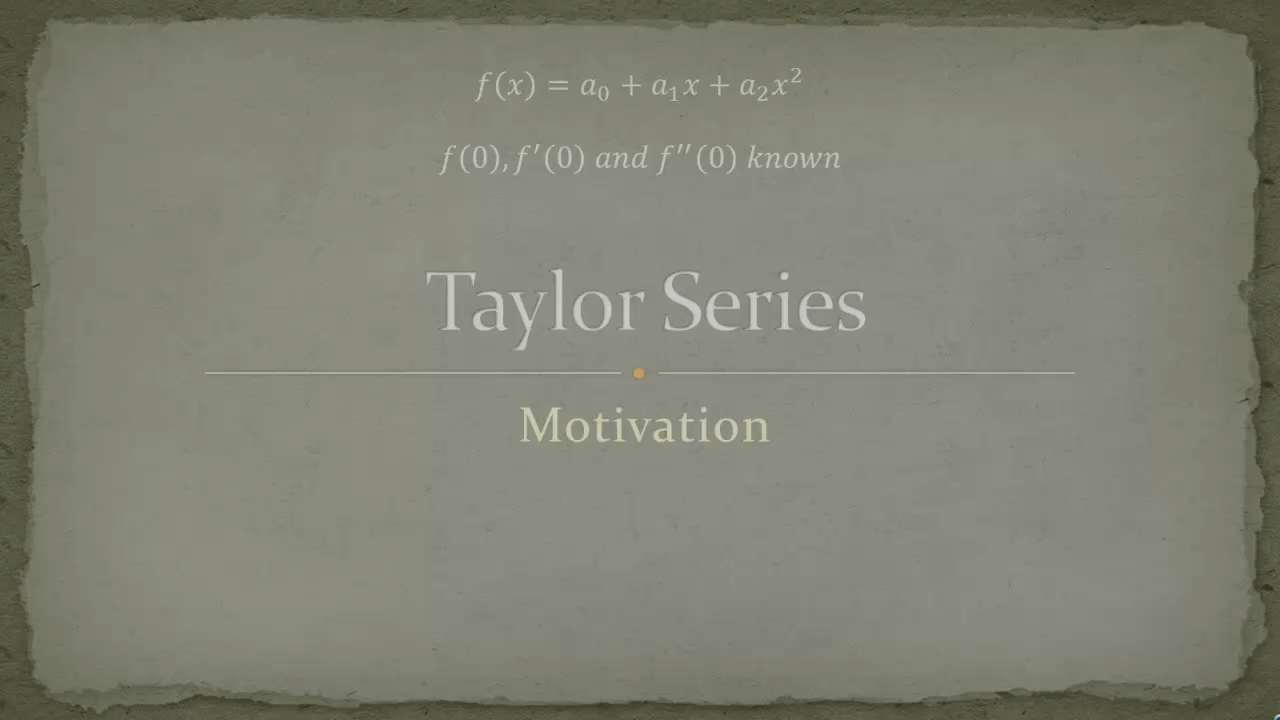 f(x) = a₀ + a₁x + a₂x²
f(0), f′(0) and f″(0) known
Taylor Series
Motivation